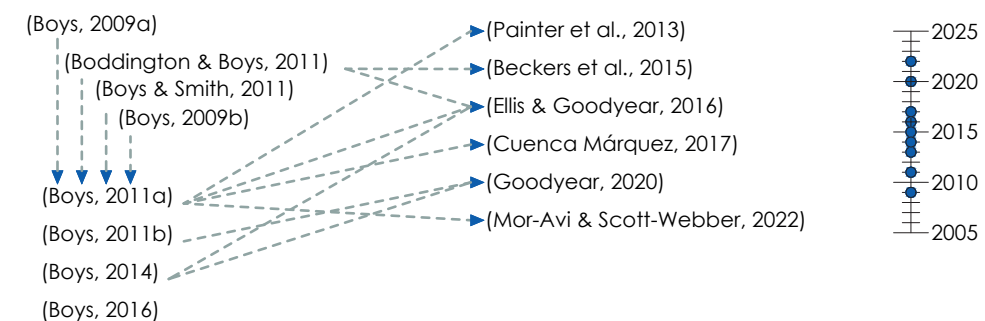 (Boys, 2009a)
(Boddington & Boys, 2011)
(Boys & Smith, 2011)
(Boys, 2009b)
(Boys, 2011a)
(Boys, 2011b)
(Boys, 2014)
(Boys, 2016)
(Painter et al., 2013)
(Beckers et al., 2015)
(Ellis & Goodyear, 2016)
(Cuenca Márquez, 2017)
(Goodyear, 2020)
(Mor-Avi & Scott-Webber, 2022)
2025
2020
2015
2010
2005